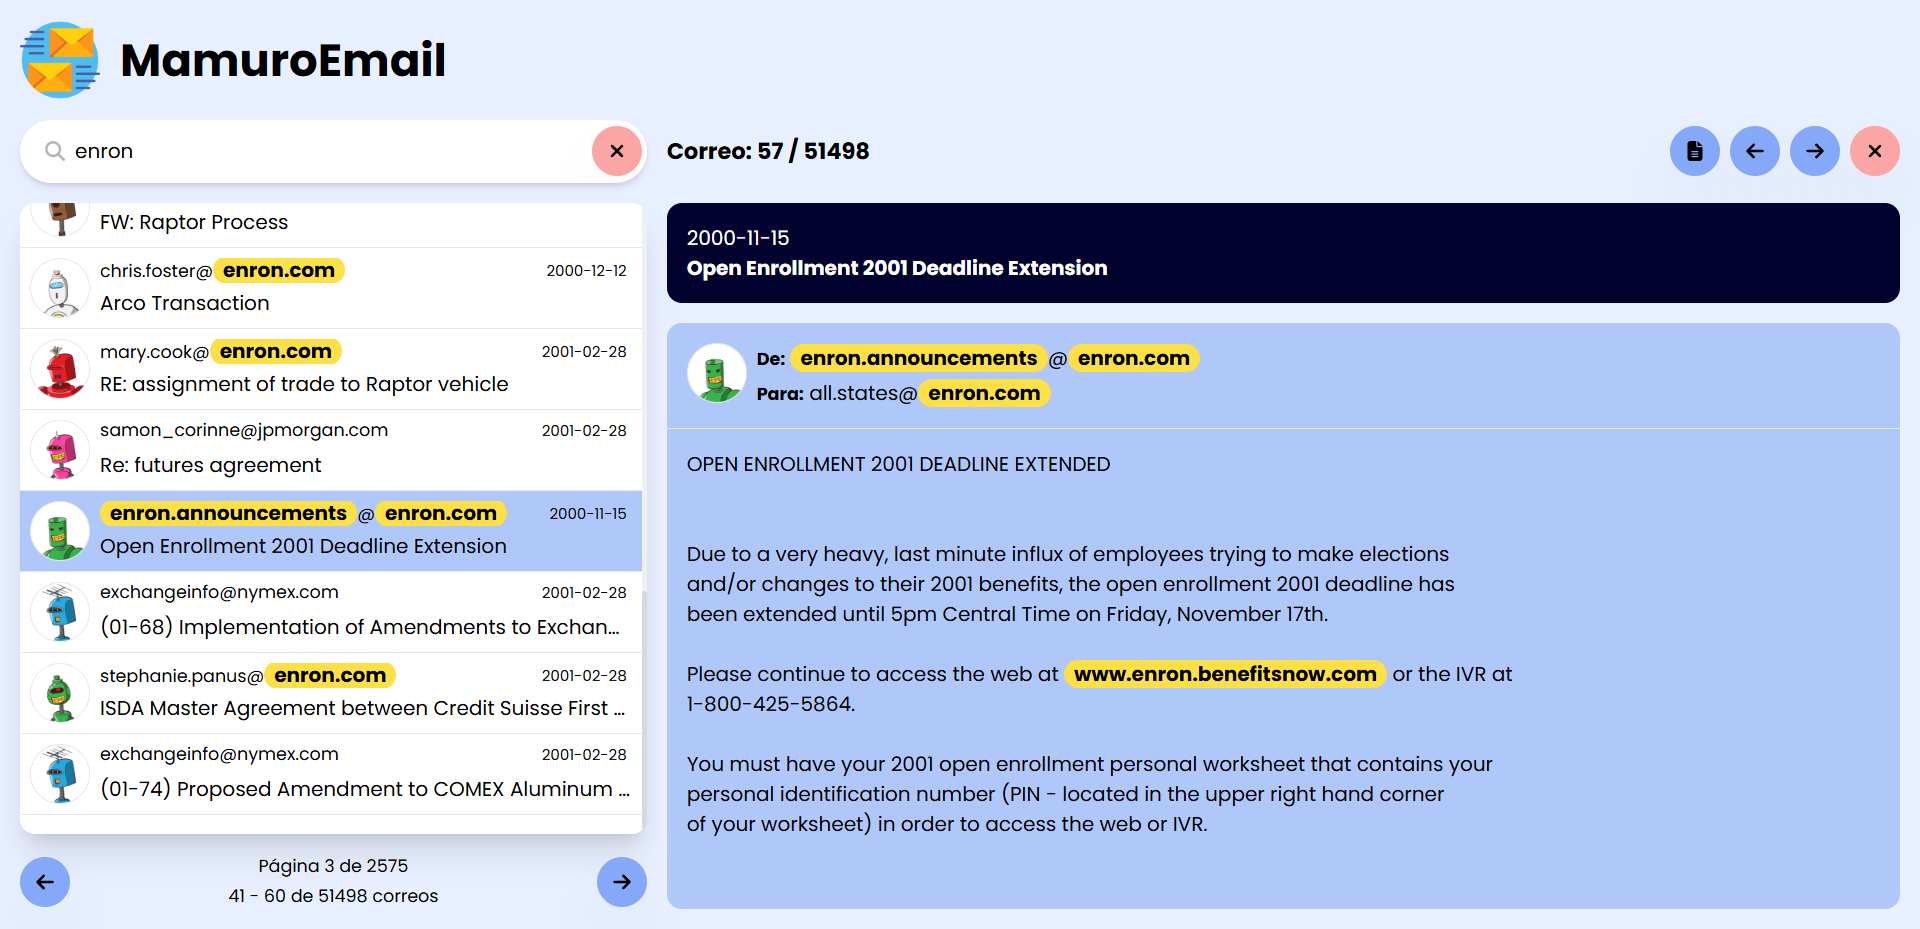 MamuroEmail
enron
Correo: 57 / 51498
FW: Raptor Process
chris.foster@enron.com 2000-12-12
Arco Transaction
mary.cook@enron.com 2001-02-28
RE: assignment of trade to Raptor vehicle
samon_corinne@jpmorgan.com 2001-02-28
Re: futures agreement
enron.announcements@enron.com 2000-11-15
Open Enrollment 2001 Deadline Extension
exchangeinfo@nymex.com 2001-02-28
(01-68) Implementation of Amendments to Exchan...
stephanie.panus@enron.com 2001-02-28
ISDA Master Agreement between Credit Suisse First ...
exchangeinfo@nymex.com 2001-02-28
(01-74) Proposed Amendment to COMEX Aluminum ...
Página 3 de 2575
41 - 60 de 51498 correos
2000-11-15
Open Enrollment 2001 Deadline Extension
De: enron.announcements@enron.com
Para: all.states@enron.com
OPEN ENROLLMENT 2001 DEADLINE EXTENDED
Due to a very heavy, last minute influx of employees trying to make elections
and/or changes to their 2001 benefits, the open enrollment 2001 deadline has
been extended until 5pm Central Time on Friday, November 17th.
Please continue to access the web at www.enron.benefitsnow.com or the IVR at
1-800-425-5864.
You must have your 2001 open enrollment personal worksheet that contains your
personal identification number (PIN - located in the upper right hand corner
of your worksheet) in order to access the web or IVR.